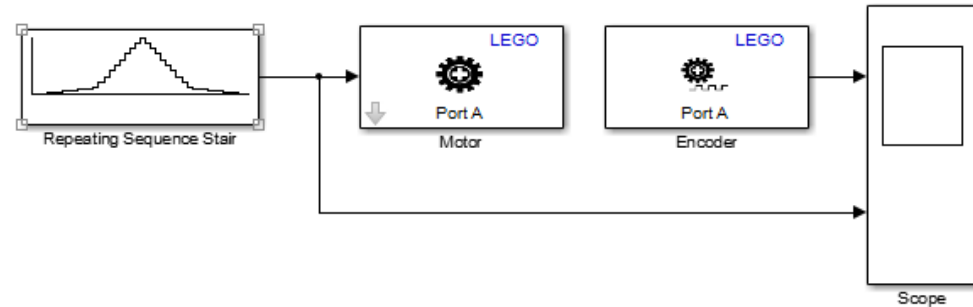 LEGO
Port A
Motor
LEGO
Port A
Encoder
Repeating Sequence Stair
Scope